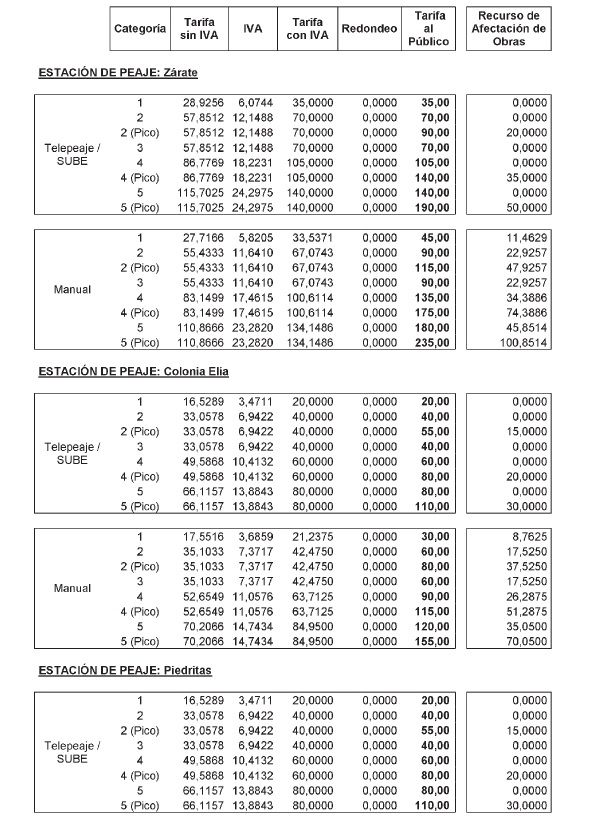 Categoría Tarifa sin IVA IVA Tarifa con IVA Redondeo Tarifa al Público Recurso de Afectación de Obras
ESTACIÓN DE PEAJE: Zárate
Telepeaje / SUBE
1 28,9256 6,0744 35,0000 0,0000 35,00 0,0000
2 57,8512 12,1488 70,0000 0,0000 70,00 0,0000
2 (Pico) 57,8512 12,1488 70,0000 0,0000 90,00 20,0000
3 57,8512 12,1488 70,0000 0,0000 70,00 0,0000
4 86,7769 18,2231 105,0000 0,0000 105,00 0,0000
4 (Pico) 86,7769 18,2231 105,0000 0,0000 140,00 35,0000
5 115,7025 24,2975 140,0000 0,0000 140,00 0,0000
5 (Pico) 115,7025 24,2975 140,0000 0,0000 190,00 50,0000
Manual
1 27,7166 5,8205 33,5371 0,0000 45,00 11,4629
2 55,4333 11,6410 67,0743 0,0000 90,00 22,9257
2 (Pico) 55,4333 11,6410 67,0743 0,0000 115,00 47,9257
3 55,4333 11,6410 67,0743 0,0000 90,00 22,9257
4 83,1499 17,4615 100,6114 0,0000 135,00 34,3886
4 (Pico) 83,1499 17,4615 100,6114 0,0000 175,00 74,3886
5 110,8666 23,2820 134,1486 0,0000 180,00 45,8514
5 (Pico) 110,8666 23,2820 134,1486 0,0000 235,00 100,8514
ESTACIÓN DE PEAJE: Colonia Elía
Telepeaje / SUBE
1 16,5289 3,4711 20,0000 0,0000 20,00 0,0000
2 33,0578 6,9422 40,0000 0,0000 40,00 0,0000
2 (Pico) 33,0578 6,9422 40,0000 0,0000 55,00 15,0000
3 33,0578 6,9422 40,0000 0,0000 40,00 0,0000
4 49,5868 10,4132 60,0000 0,0000 60,00 0,0000
4 (Pico) 49,5868 10,4132 60,0000 0,0000 80,00 20,0000
5 66,1157 13,8843 80,0000 0,0000 80,00 0,0000
5 (Pico) 66,1157 13,8843 80,0000 0,0000 110,00 30,0000
Manual
1 17,5516 3,6859 21,2375 0,0000 30,00 8,7625
2 35,1033 7,3717 42,4750 0,0000 60,00 17,5250
2 (Pico) 35,1033 7,3717 42,4750 0,0000 80,00 37,5250
3 35,1033 7,3717 42,4750 0,0000 60,00 17,5250
4 52,6549 11,0576 63,7125 0,0000 90,00 26,2875
4 (Pico) 52,6549 11,0576 63,7125 0,0000 115,00 51,2875
5 70,2066 14,7434 84,9500 0,0000 120,00 35,0500
5 (Pico) 70,2066 14,7434 84,9500 0,0000 155,00 70,0500
ESTACIÓN DE PEAJE: Piedritas
Telepeaje / SUBE
1 16,5289 3,4711 20,0000 0,0000 20,00 0,0000
2 33,0578 6,9422 40,0000 0,0000 40,00 0,0000
2 (Pico) 33,0578 6,9422 40,0000 0,0000 55,00 15,0000
3 33,0578 6,9422 40,0000 0,0000 40,00 0,0000
4 49,5868 10,4132 60,0000 0,0000 60,00 0,0000
4 (Pico) 49,5868 10,4132 60,0000 0,0000 80,00 20,0000
5 66,1157 13,8843 80,0000 0,0000 80,00 0,0000
5 (Pico) 66,1157 13,8843 80,0000 0,0000 110,00 30,0000